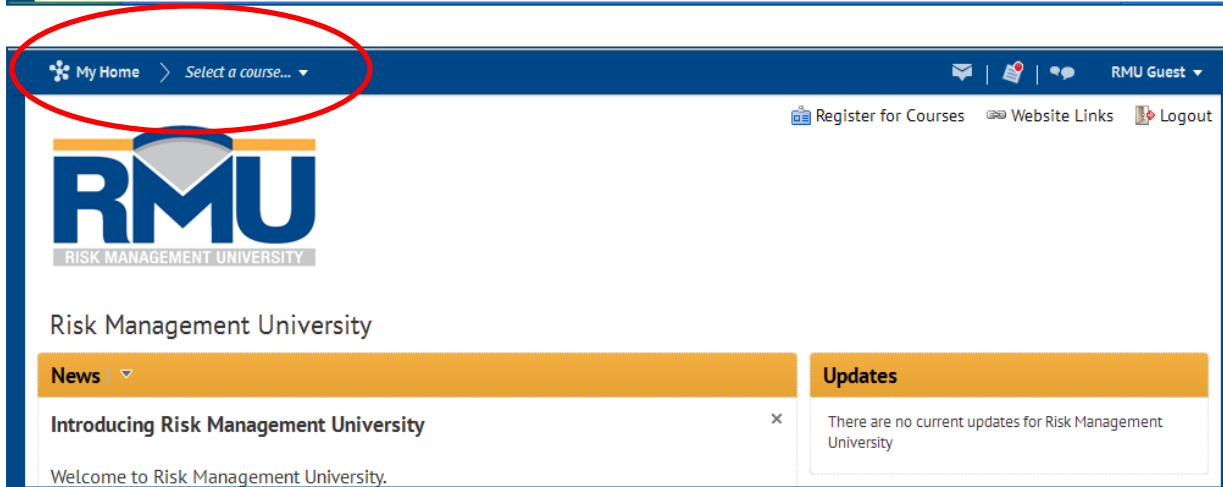 My Home > Select a course...
RMU Guest
Register for Courses Website Links Logout
RMU
RISK MANAGEMENT UNIVERSITY
Risk Management University
News
Updates
Introducing Risk Management University
There are no current updates for Risk Management
University
Welcome to Risk Management University.